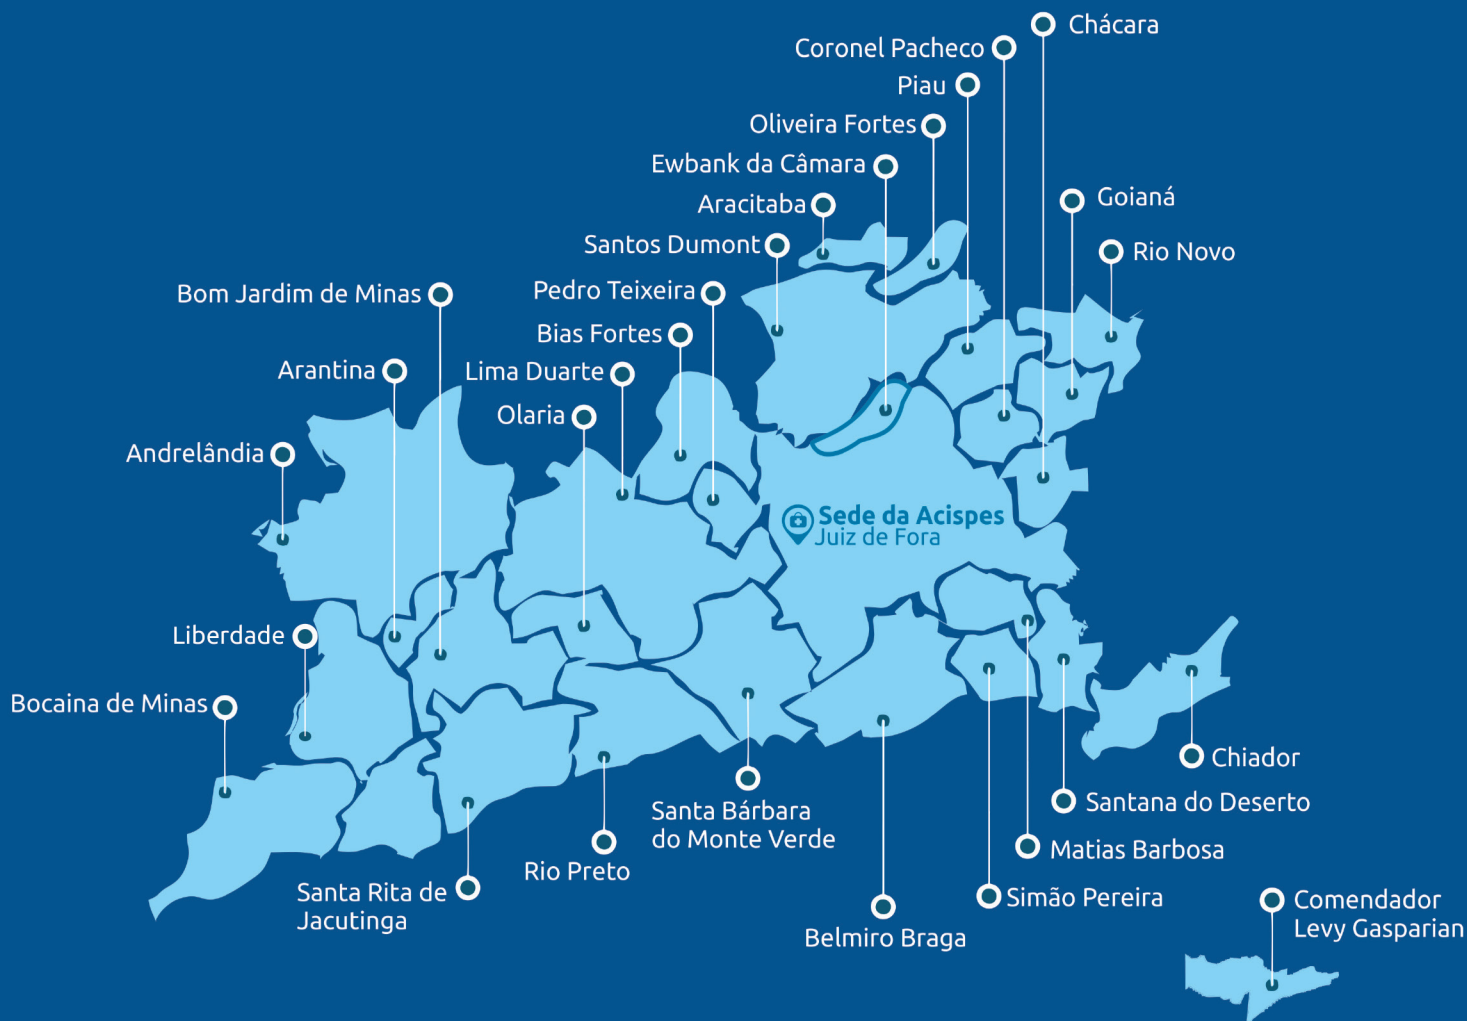 Chácara
Coronel Pacheco
Piau
Oliveira Fortes
Ewbank da Câmara
Goianá
Aracitaba
Santos Dumont
Rio Novo
Bom Jardim de Minas
Pedro Teixeira
Bias Fortes
Arantina
Lima Duarte
Olaria
Andrelândia
Sede da Acispes
Juiz de Fora
Liberdade
Bocaina de Minas
Chiador
Santana do Deserto
Santa Bárbara
do Monte Verde
Matias Barbosa
Rio Preto
Santa Rita de
Jacutinga
Simão Pereira
Comendador
Levy Gasparian
Belmiro Braga